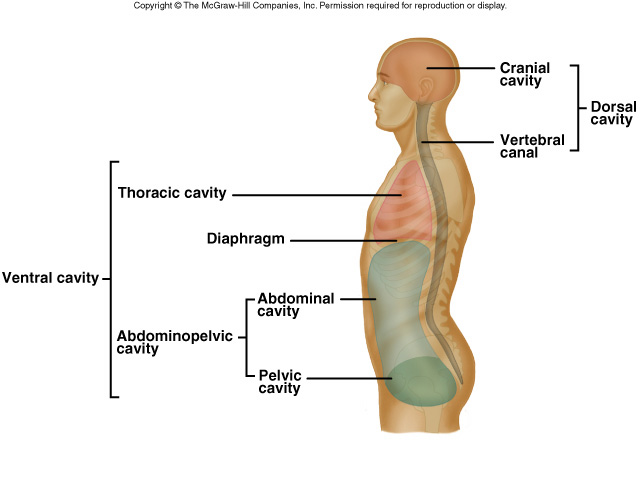 Copyright © The McGraw-Hill Companies, Inc. Permission required for reproduction or display.
Cranial
cavity
Dorsal
cavity
Vertebral
canal
Thoracic cavity
Diaphragm
Ventral cavity
Abdominal
cavity
Abdominopelvic
cavity
Pelvic
cavity